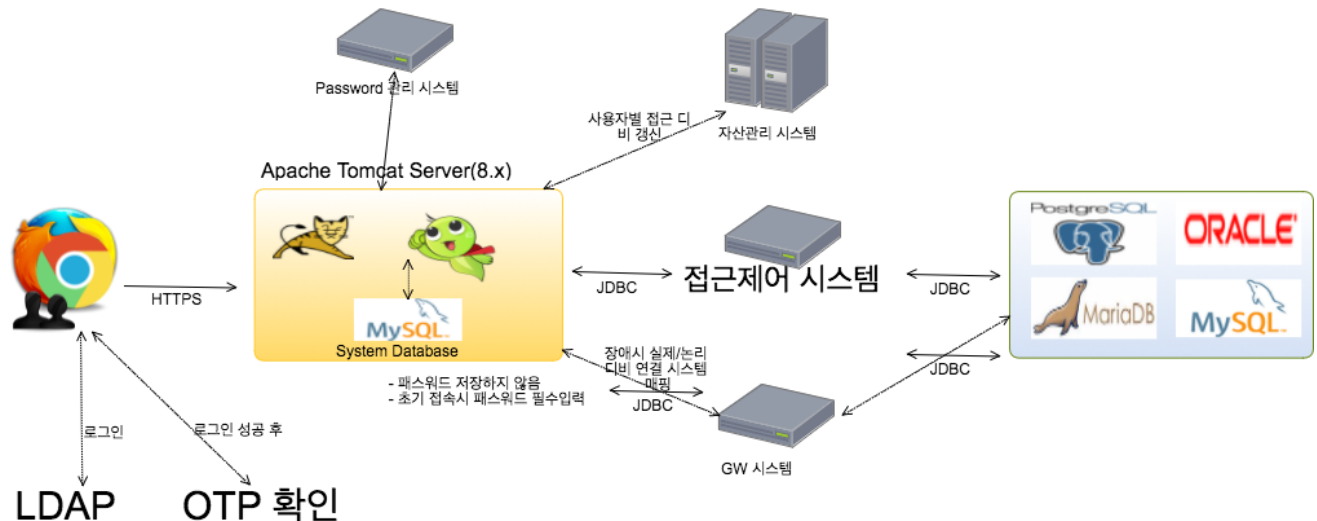 Password 관리 시스템
사용자별 접근 디
비 갱신
자산관리 시스템
Apache Tomcat Server(8.x)
PostgreSQL
ORACLE
HTTPS
JDBC
접근제어 시스템
JDBC
MySQL
System Database
MariaDB
MySQL
- 패스워드 저장하지 않음
- 초기 접속시 패스워드 필수입력
장애시 실제/논리
디비 연결 시스템
매핑
JDBC
JDBC
로그인
로그인 성공 후
GW 시스템
LDAP
OTP 확인